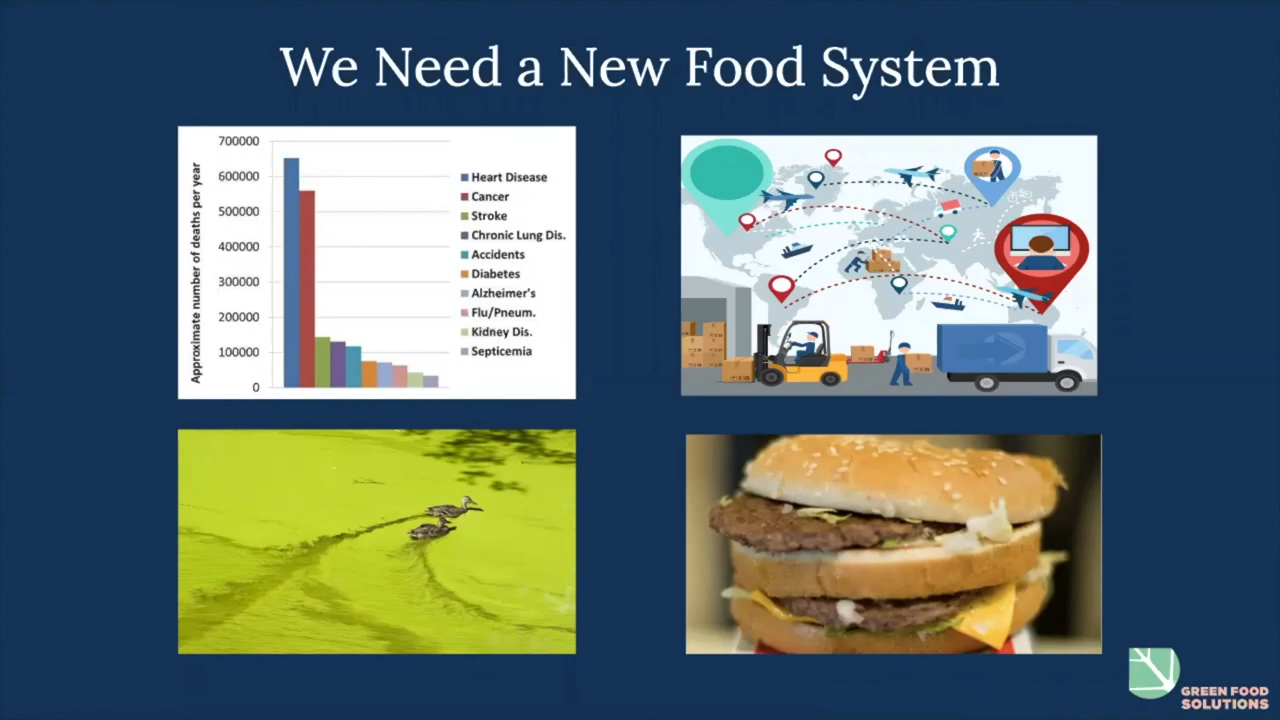 We Need a New Food System
Approximate number of deaths per year
700000
600000
500000
400000
300000
200000
100000
0
Heart Disease
Cancer
Stroke
Chronic Lung Dis.
Accidents
Diabetes
Alzheimer's
Flu/Pneum.
Kidney Dis.
Septicemia
GREEN FOOD
SOLUTIONS